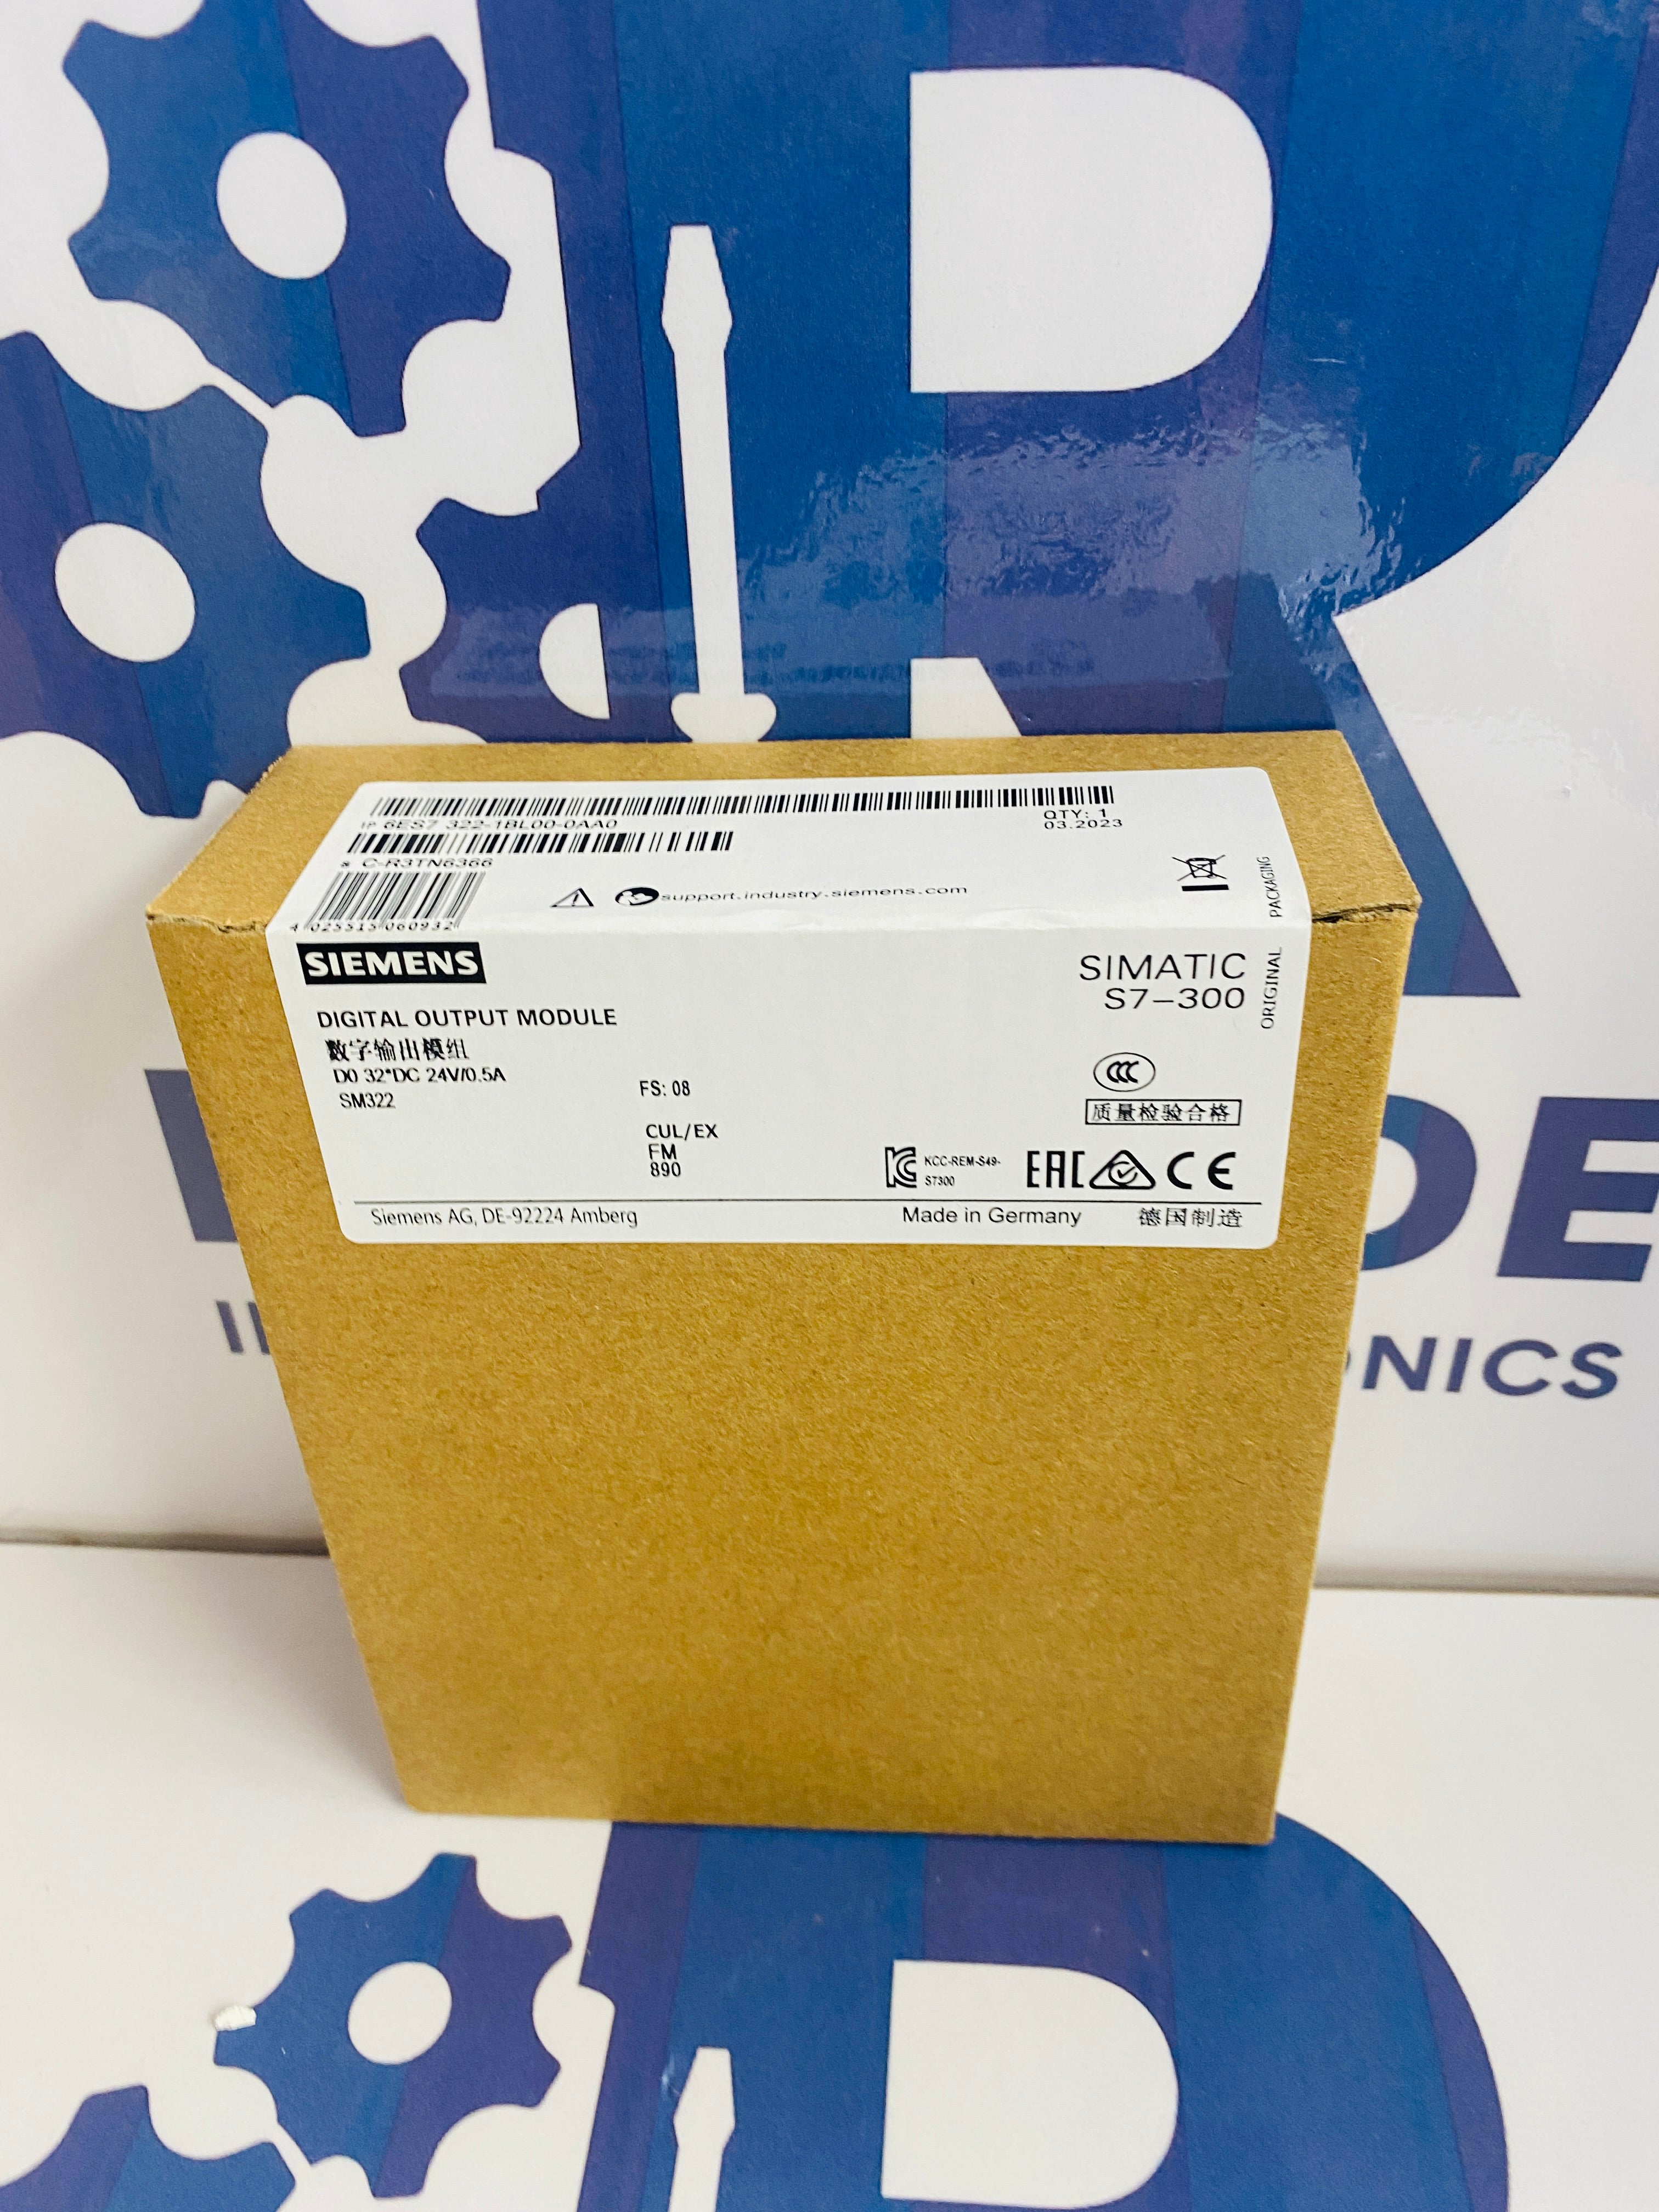 1P 6ES7 322-1BL00-0AA0
QTY: 1
03.2023
S C-R3TN6366
4 025515 060932
support.industry.siemens.com
ORIGINAL PACKAGING
SIEMENS
SIMATIC
S7-300
DIGITAL OUTPUT MODULE
数字输出模组
D0 32*DC 24V/0.5A
SM322
FS: 08
CUL/EX
FM
890
CCC
质量检验合格
KCC-REM-S49-
S7300
EAC CE
Siemens AG, DE-92224 Amberg
Made in Germany 德国制造